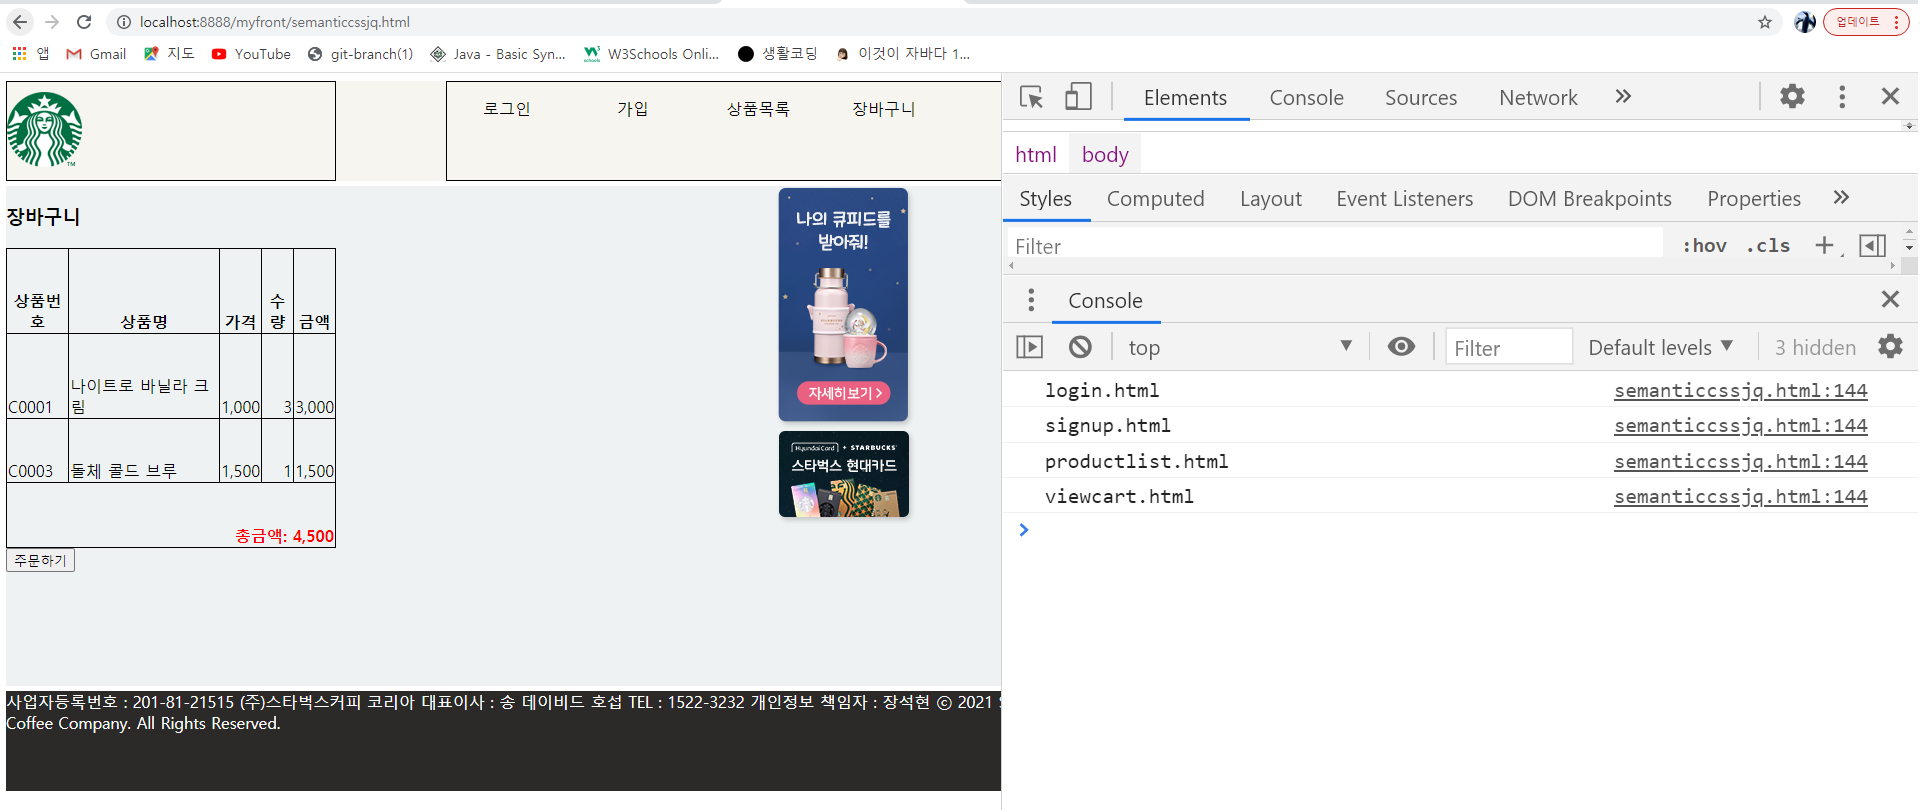 localhost:8888/myfront/semanticcssjq.html
업데이트
앱 Gmail 지도 YouTube git-branch(1) Java - Basic Syn... W3Schools Onli... 생활코딩 이것이 자바다 1...
로그인 가입 상품목록 장바구니
TM
장바구니
상품번호 상품명 가격 수량 금액
C0001 나이트로 바닐라 크림 1,000 3 3,000
C0003 돌체 콜드 브루 1,500 1 1,500
총금액: 4,500
주문하기
나의 큐피드를
받아줘!
자세히보기 >
HyundaiCard + STARBUCKS
스타벅스 현대카드
사업자등록번호 : 201-81-21515 (주)스타벅스커피 코리아 대표이사 : 송 데이비드 호섭 TEL : 1522-3232 개인정보 책임자 : 장석현 ⓒ 2021
Coffee Company. All Rights Reserved.
Elements Console Sources Network »
html body
Styles Computed Layout Event Listeners DOM Breakpoints Properties »
Filter :hov .cls +
Console
top Filter Default levels 3 hidden
login.html semanticcssjq.html:144
signup.html semanticcssjq.html:144
productlist.html semanticcssjq.html:144
viewcart.html semanticcssjq.html:144